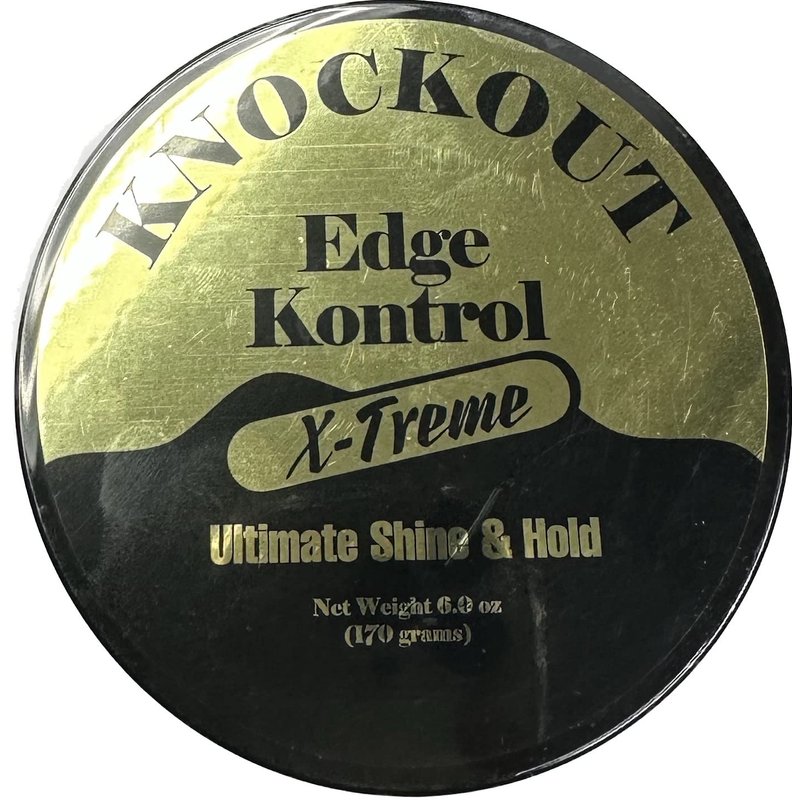 KNOCKOUT
Edge
Kontrol
X-Treme
Ultimate Shine & Hold
Net Weight 6.0 oz
(170 grams)